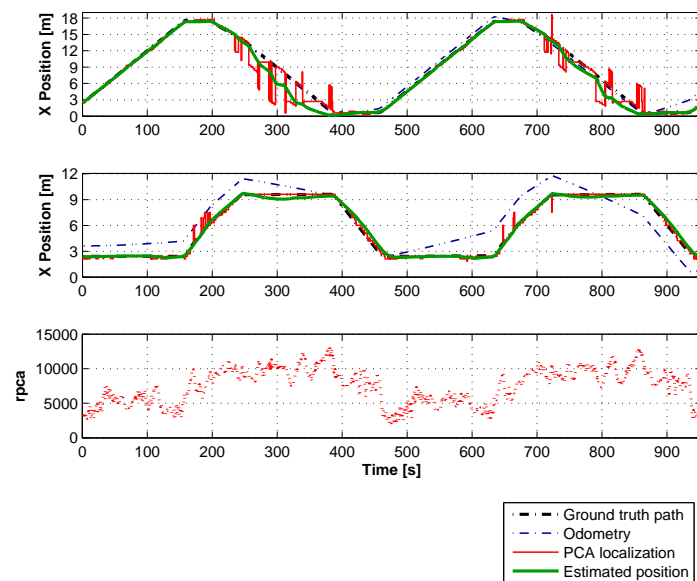 18
15
12
9
6
3
0
X Position [m]
0 100 200 300 400 500 600 700 800 900
12
9
6
3
0
X Position [m]
0 100 200 300 400 500 600 700 800 900
15000
10000
5000
0
rpca
0 100 200 300 400 500 600 700 800 900
Time [s]
Ground truth path
Odometry
PCA localization
Estimated position